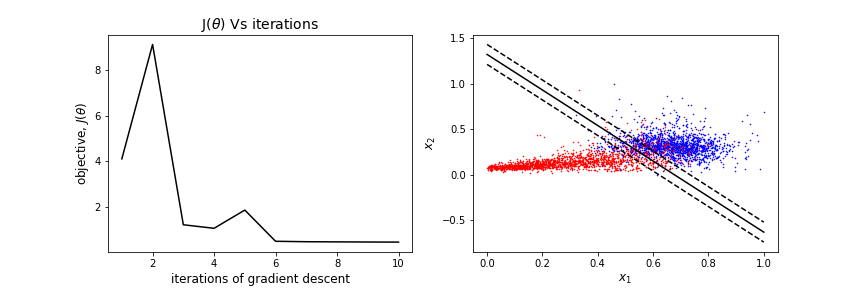 J(θ) Vs iterations
objective, J(θ)
8
6
4
2
2 4 6 8 10
iterations of gradient descent
x₂
1.5
1.0
0.5
0.0
−0.5
0.0 0.2 0.4 0.6 0.8 1.0
x₁